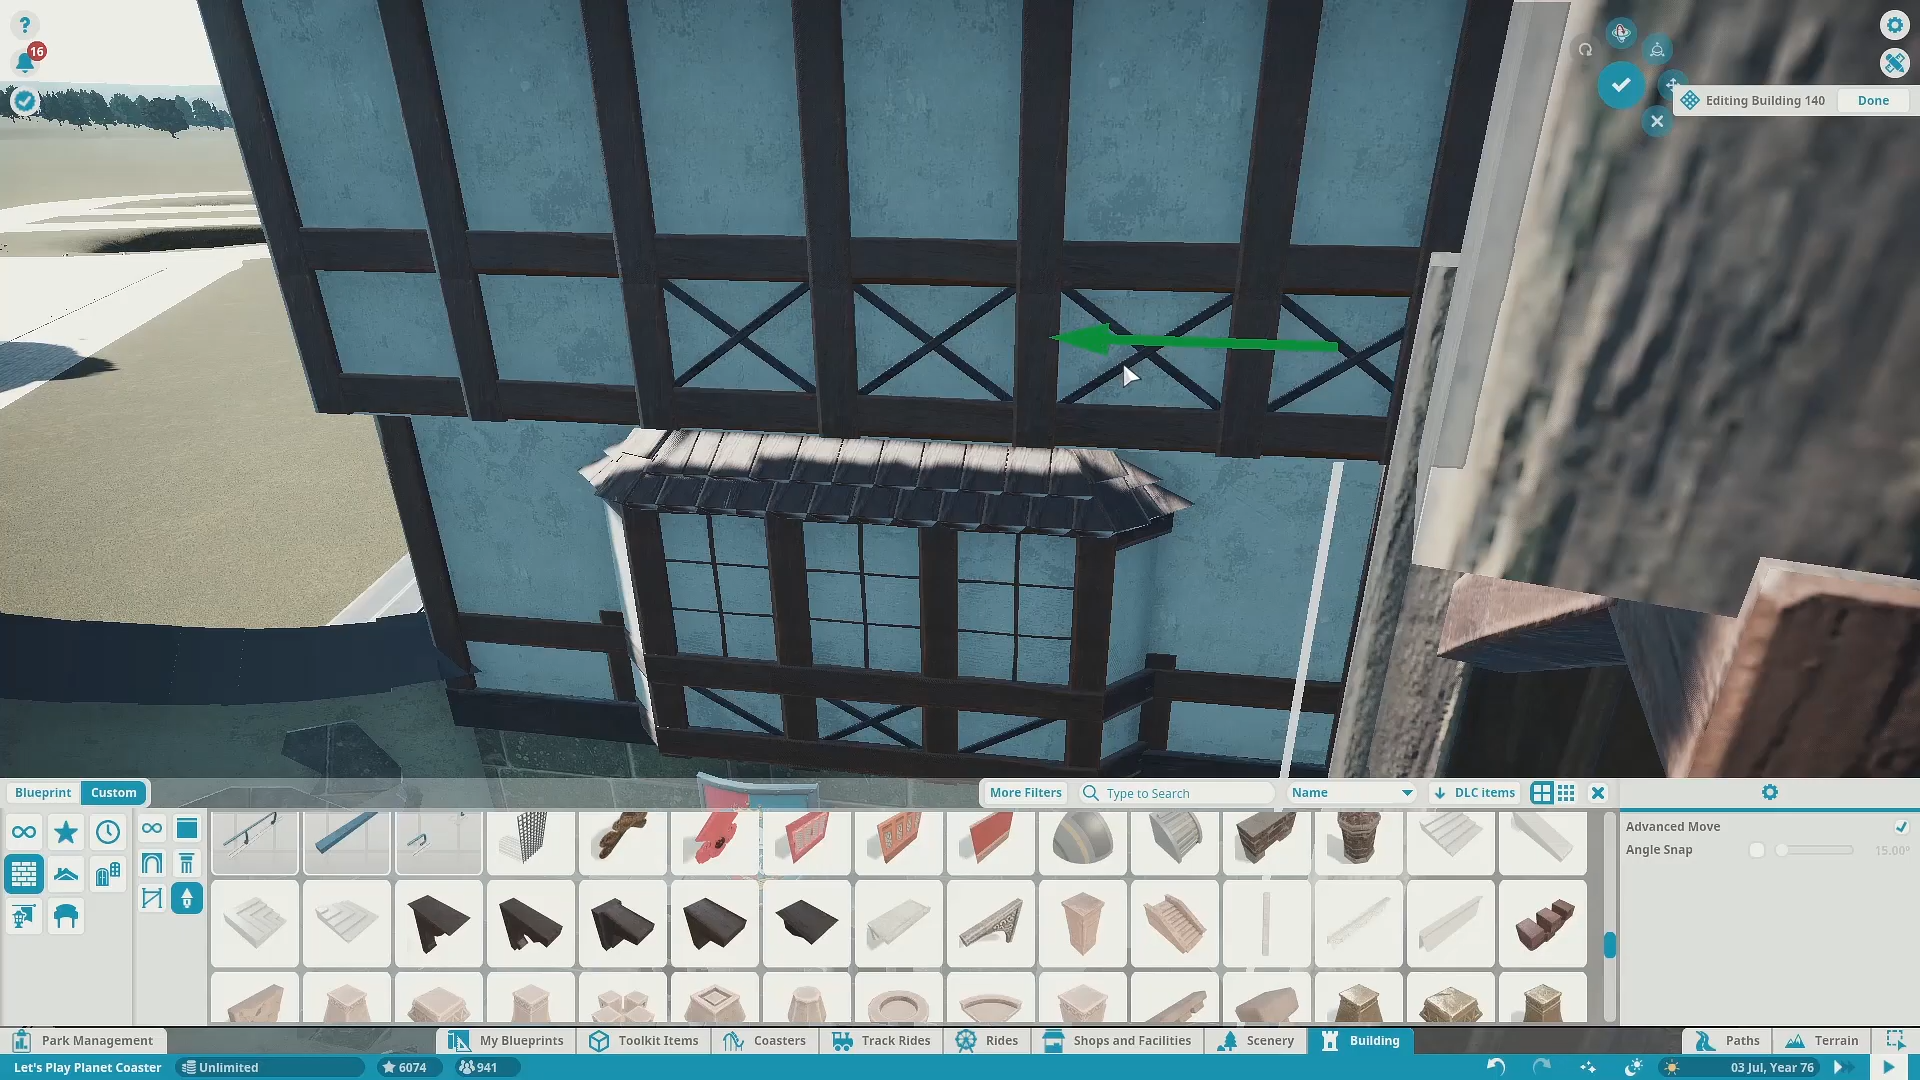 ?
16
Editing Building 140
Done
Blueprint
Custom
More Filters
Type to Search
Name
DLC items
Advanced Move
Angle Snap
15.00°
Park Management
My Blueprints
Toolkit Items
Coasters
Track Rides
Rides
Shops and Facilities
Scenery
Building
Paths
Terrain
Let's Play Planet Coaster
Unlimited
6074
941
03 Jul, Year 76